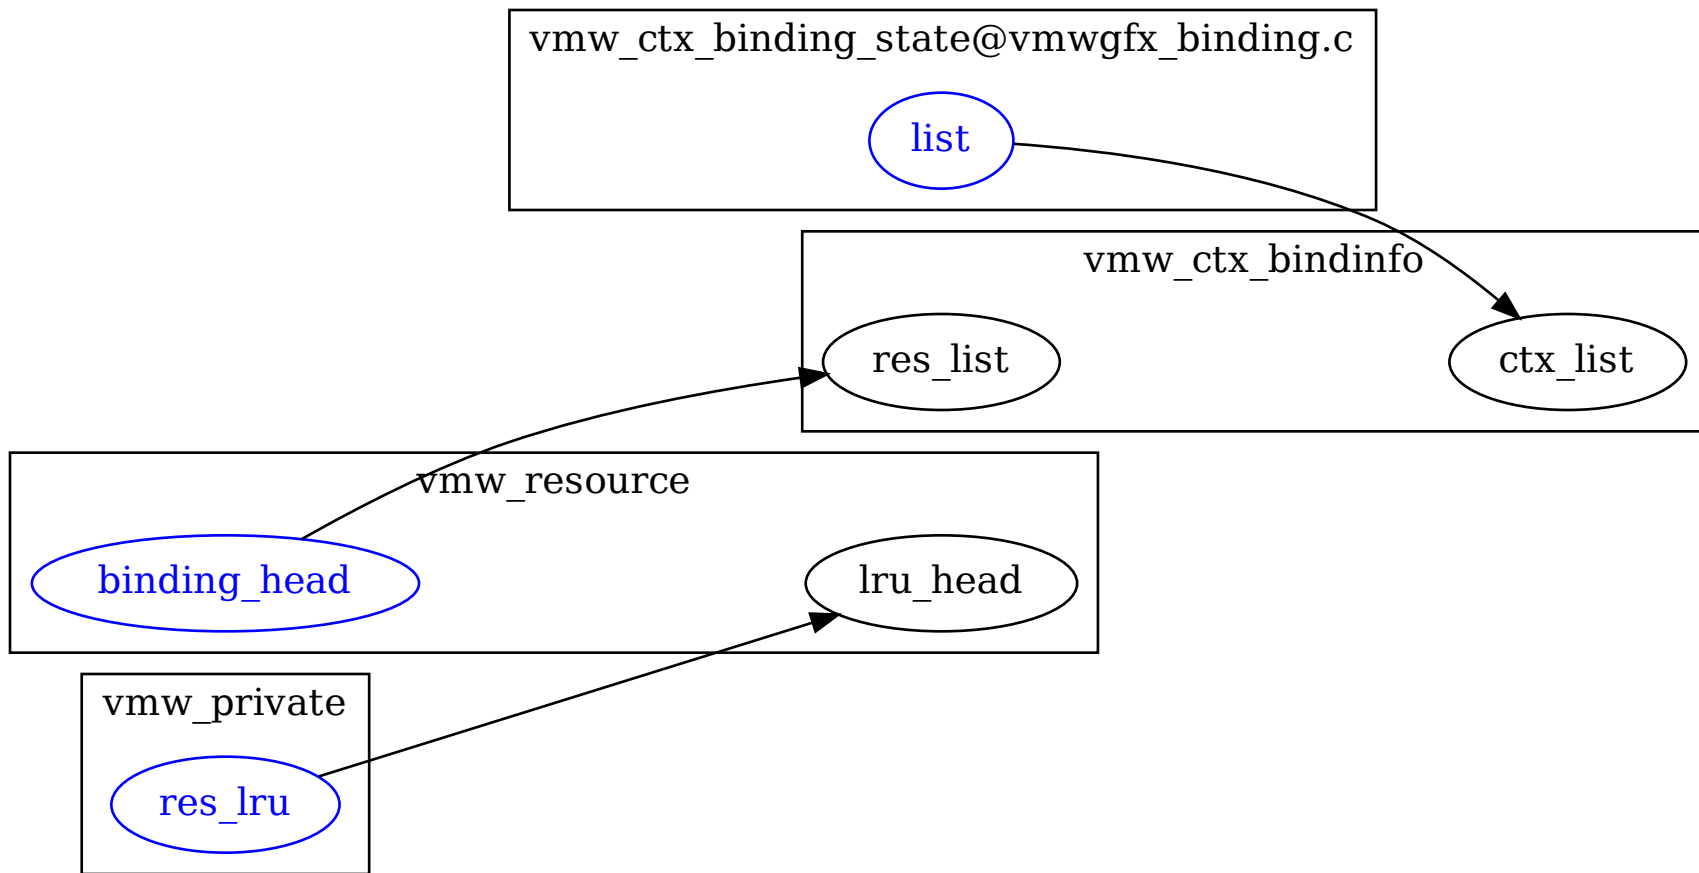 vmw_ctx_binding_state@vmwgfx_binding.c
list
vmw_ctx_bindinfo
res_list
ctx_list
vmw_resource
binding_head
lru_head
vmw_private
res_lru